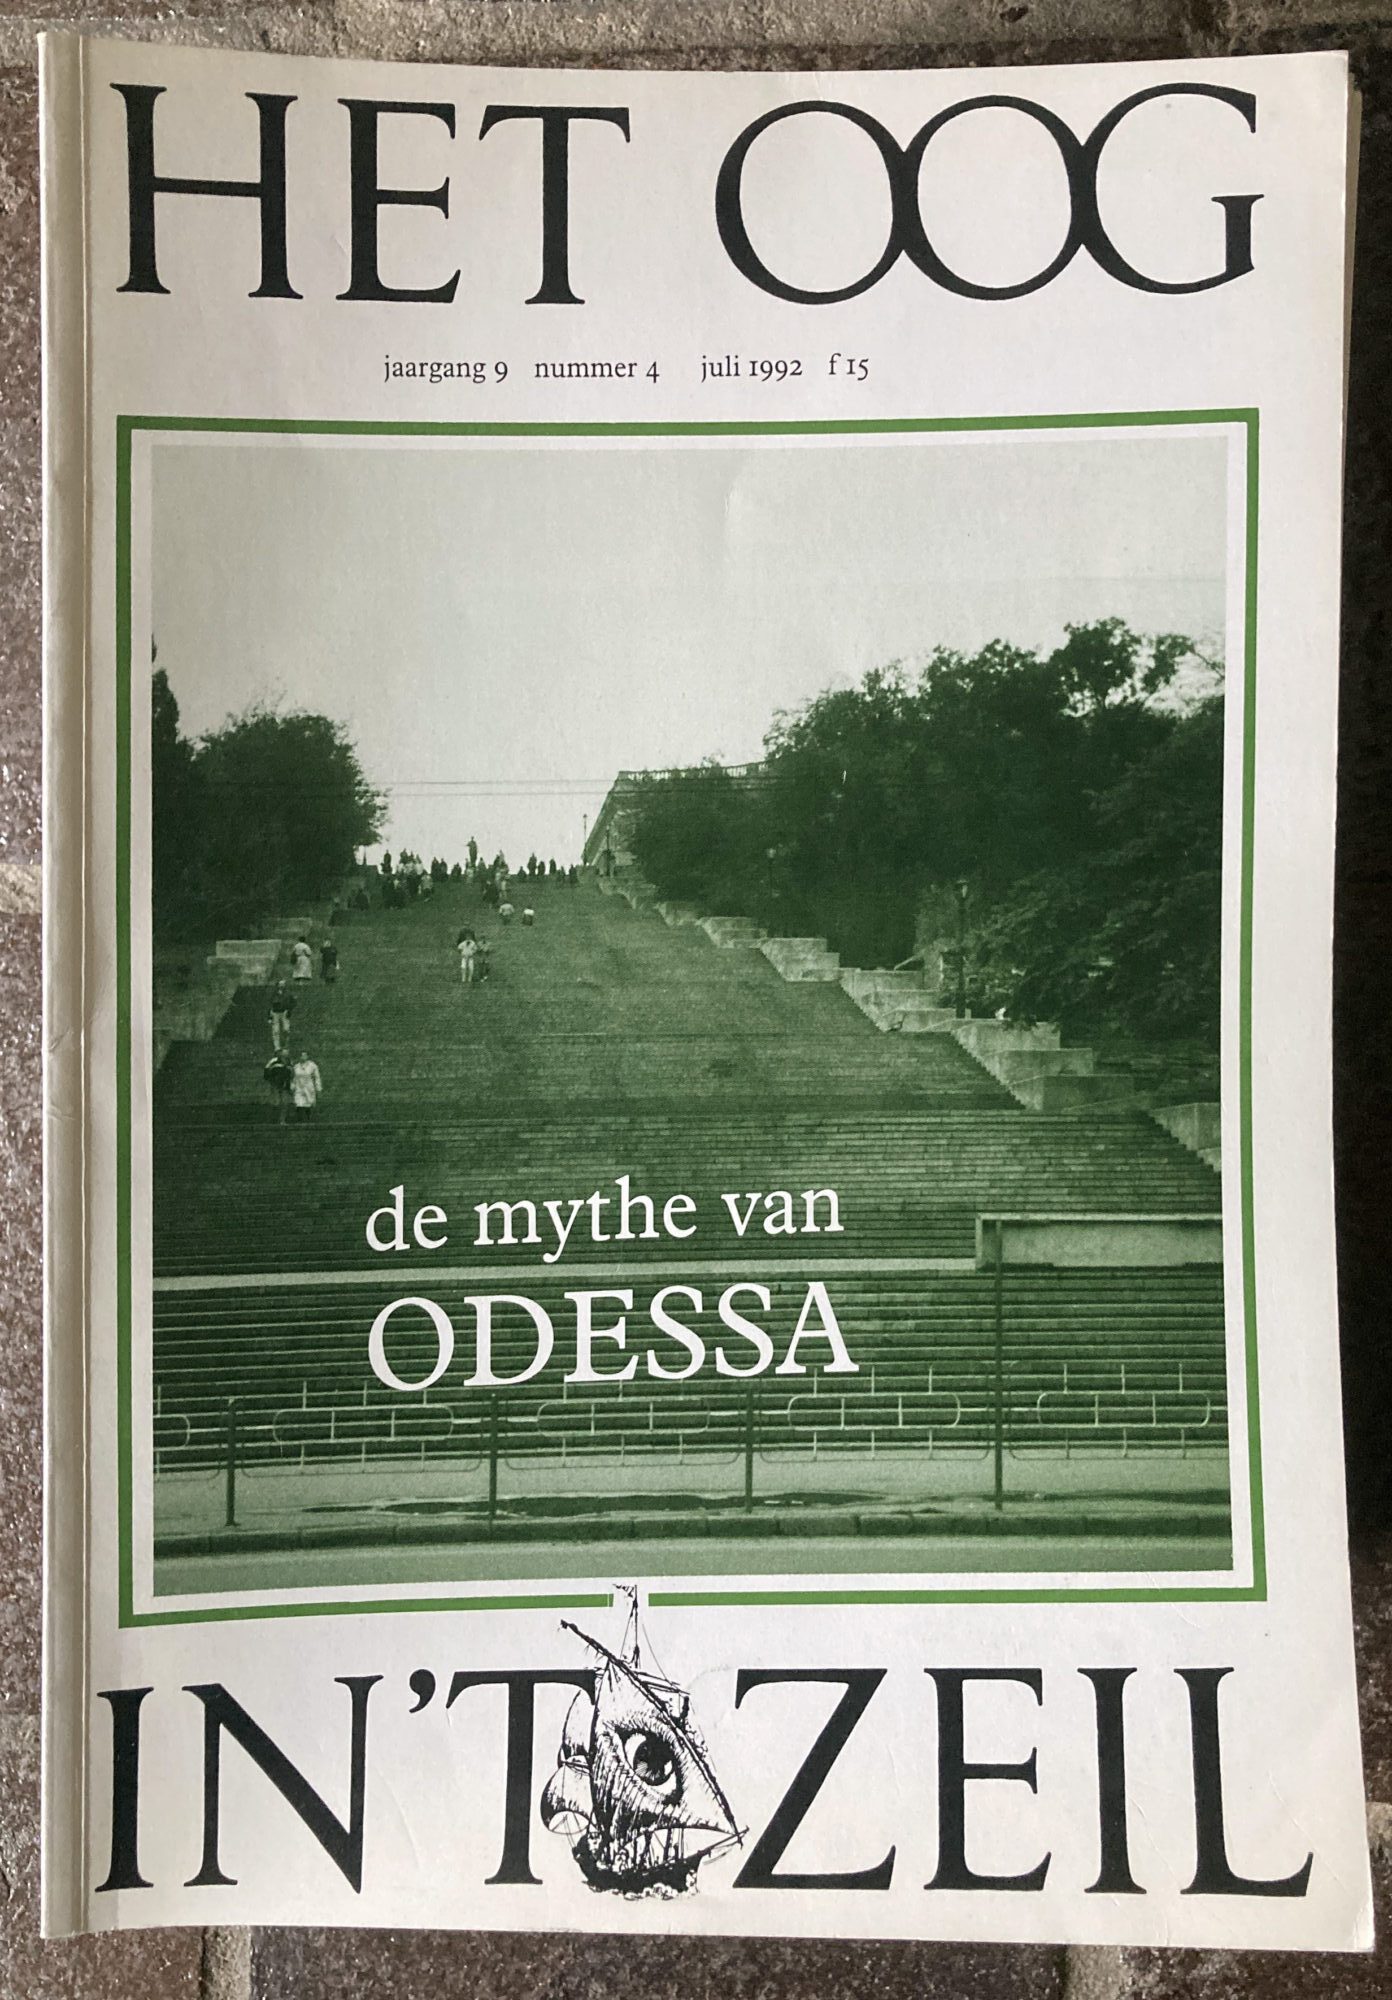 HET OOG
jaargang 9 nummer 4 juli 1992 f 15
de mythe van
ODESSA
IN'T ZEIL